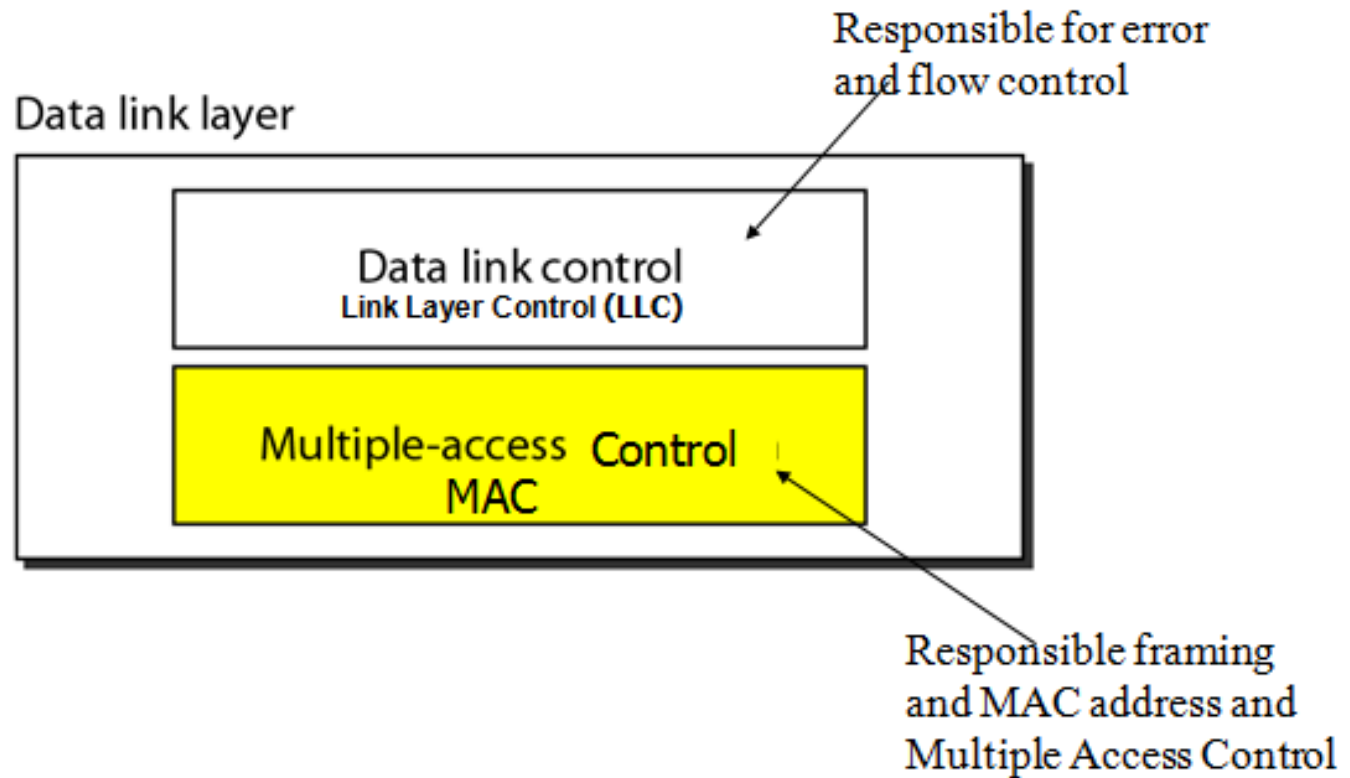 Responsible for error
and flow control
Data link layer
Data link control
Link Layer Control (LLC)
Multiple-access Control
MAC
Responsible framing
and MAC address and
Multiple Access Control